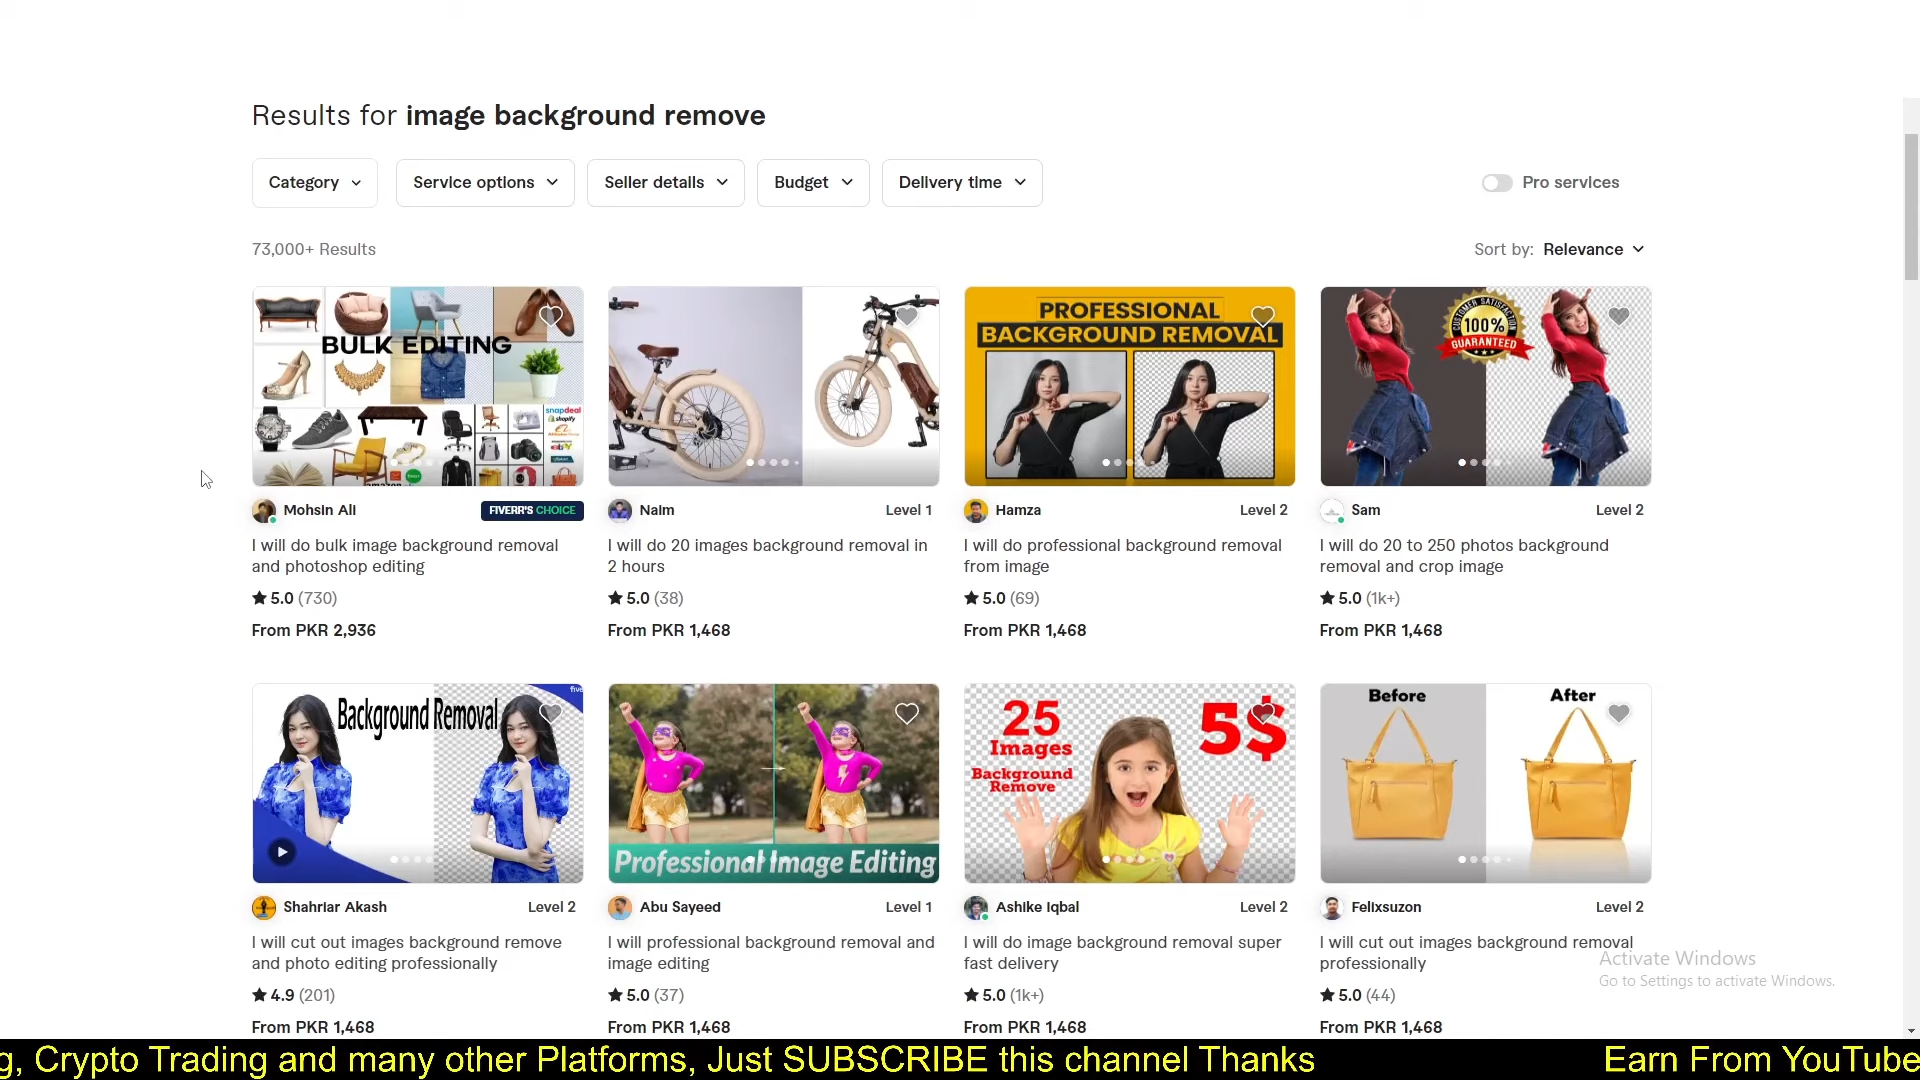 Results for image background remove
Category
Service options
Seller details
Budget
Delivery time
Pro services
73,000+ Results
Sort by: Relevance
BULK EDITING
snapdeal
shopify
ebY
amazon
PROFESSIONAL
BACKGROUND REMOVAL
CUSTOMER SATISFACTION
100%
GUARANTEED
Mohsin Ali
FIVERR'S CHOICE
Naim
Level 1
Hamza
Level 2
Sam
Level 2
I will do bulk image background removal
and photoshop editing
I will do 20 images background removal in
2 hours
I will do professional background removal
from image
I will do 20 to 250 photos background
removal and crop image
5.0 (730)
5.0 (38)
5.0 (69)
5.0 (1k+)
From PKR 2,936
From PKR 1,468
From PKR 1,468
From PKR 1,468
Background Removal
five
Professional Image Editing
25
Images
Background
Remove
5$
Before
After
Shahriar Akash
Level 2
Abu Sayeed
Level 1
Ashike Iqbal
Level 2
Felixsuzon
Level 2
I will cut out images background remove
and photo editing professionally
I will professional background removal and
image editing
I will do image background removal super
fast delivery
I will cut out images background removal
professionally
Activate Windows
Go to Settings to activate Windows.
4.9 (201)
5.0 (37)
5.0 (1k+)
5.0 (44)
From PKR 1,468
From PKR 1,468
From PKR 1,468
From PKR 1,468
g, Crypto Trading and many other Platforms, Just SUBSCRIBE this channel Thanks
Earn From YouTube